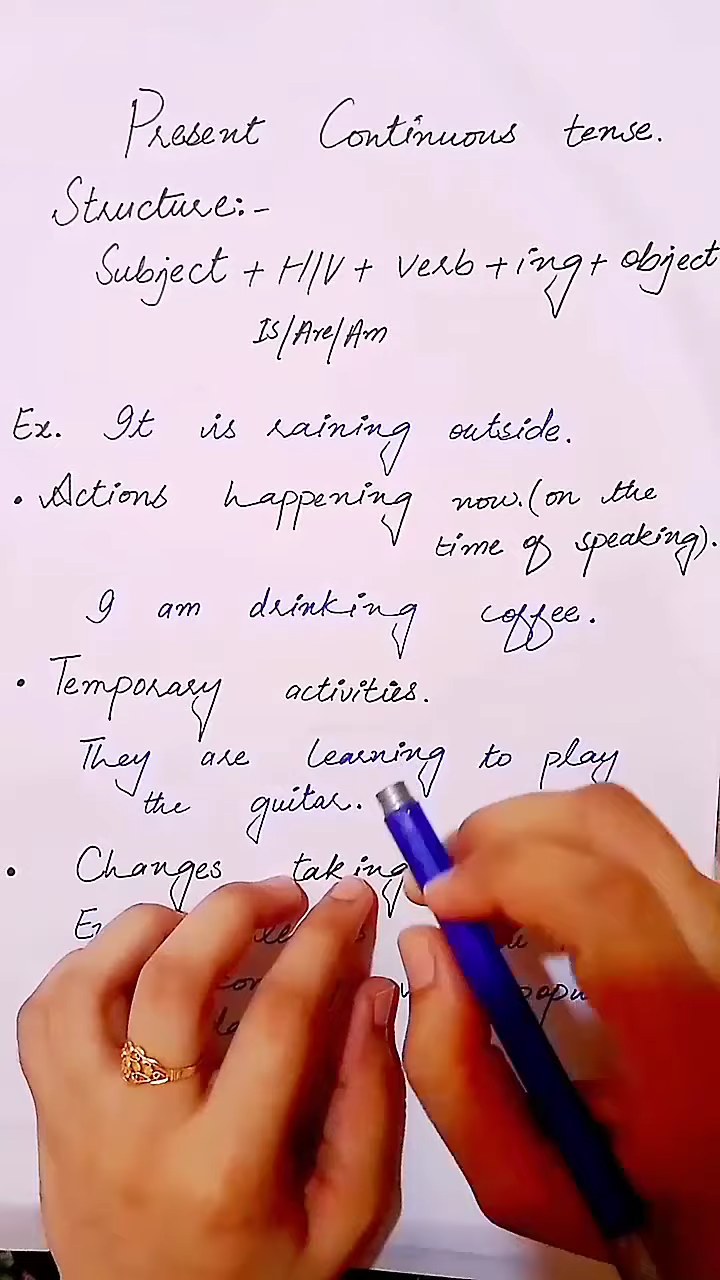 Present Continuous tense.
Structure:-
Subject + H/V + verb + ing + object
Is/Are/Am
Ex. It is raining outside.
• Actions happening now. (on the
time of speaking).
I am drinking coffee.
• Temporary activities.
They are learning to play
the guitar.
• Changes taking